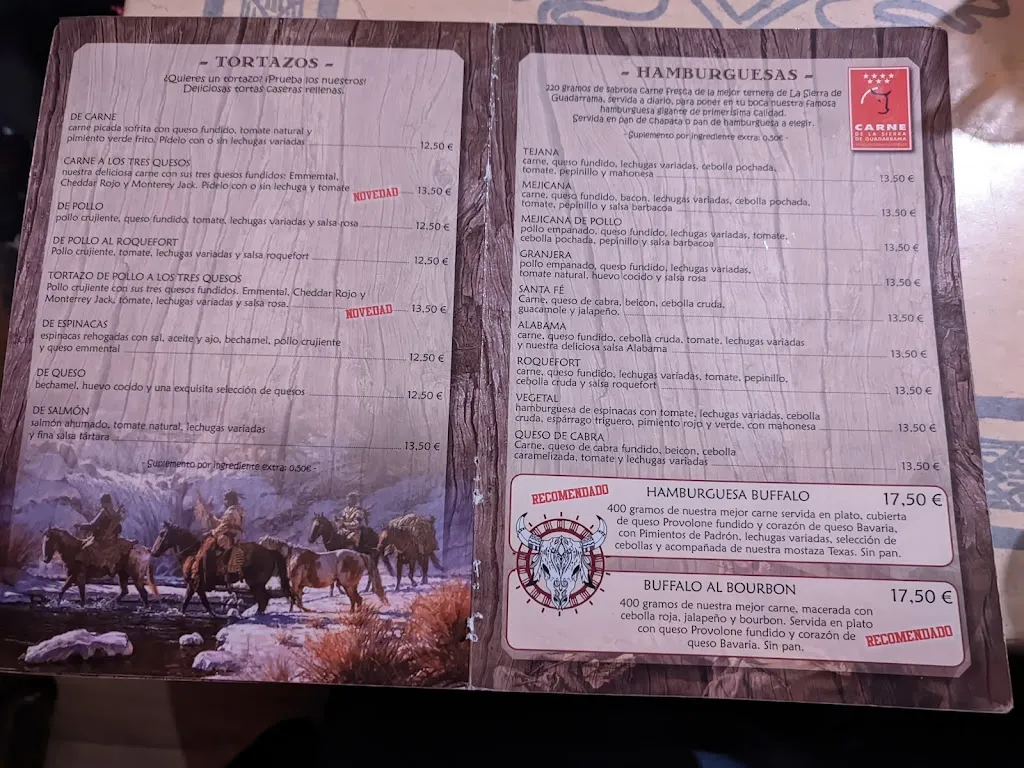 - TORTAZOS -
¿Quieres un tortazo? ¡Prueba los nuestros!
Deliciosas tortas caseras rellenas.
DE CARNE
carne picada sofrita con queso fundido, tomate natural y
pimiento verde frito. Pídelo con o sin lechugas variadas 12,50 €
CARNE A LOS TRES QUESOS
nuestra deliciosa carne con sus tres quesos fundidos: Emmental,
Cheddar Rojo y Monterey Jack. Pídelo con o sin lechuga y tomate NOVEDAD 13,50 €
DE POLLO
pollo crujiente, queso fundido, tomate, lechugas variadas y salsa rosa 12,50 €
DE POLLO AL ROQUEFORT
Pollo crujiente, tomate, lechugas variadas y salsa roquefort 12,50 €
TORTAZO DE POLLO A LOS TRES QUESOS
Pollo crujiente con sus tres quesos fundidos. Emmental, Cheddar Rojo y
Monterrey Jack, tomate, lechugas variadas y salsa rosa. NOVEDAD 13,50 €
DE ESPINACAS
espinacas rehogadas con sal, aceite y ajo, bechamel, pollo crujiente
y queso emmental 12,50 €
DE QUESO
bechamel, huevo cocido y una exquisita selección de quesos 12,50 €
DE SALMÓN
salmón ahumado, tomate natural, lechugas variadas
y fina salsa tártara 13,50 €
- Suplemento por ingrediente extra: 0,50€ -
- HAMBURGUESAS -
220 gramos de sabrosa carne fresca de la mejor ternera de La Sierra de
Guadarrama, servida a diario, para poner en tu boca nuestra famosa
hamburguesa gigante de primerísima Calidad.
Servida en pan de chapata o pan de hamburguesa a elegir.
- Suplemento por ingrediente extra: 0,50€ -
CARNE
DE LA SIERRA
DE GUADARRAMA
TEJANA
carne, queso fundido, lechugas variadas, cebolla pochada,
tomate, pepinillo y mahonesa 13,50 €
MEJICANA
carne, queso fundido, bacon, lechugas variadas, cebolla pochada,
tomate, pepinillo y salsa barbacoa 13,50 €
MEJICANA DE POLLO
pollo empanado, queso fundido, lechugas variadas, tomate,
cebolla pochada, pepinillo y salsa barbacoa 13,50 €
GRANJERA
pollo empanado, queso fundido, lechugas variadas,
tomate natural, huevo cocido y salsa rosa 13,50 €
SANTA FÉ
Carne, queso de cabra, beicon, cebolla cruda,
guacamole y jalapeño. 13,50 €
ALABAMA
carne, queso fundido, cebolla cruda, tomate, lechugas variadas
y nuestra deliciosa salsa Alabama 13,50 €
ROQUEFORT
carne, queso fundido, lechugas variadas, tomate, pepinillo,
cebolla cruda y salsa roquefort 13,50 €
VEGETAL
hamburguesa de espinacas con tomate, lechugas variadas, cebolla
cruda, espárrago triguero, pimiento rojo y verde, con mahonesa 13,50 €
QUESO DE CABRA
Carne, queso de cabra fundido, beicon, cebolla
caramelizada, tomate y lechugas variadas 13,50 €
RECOMENDADO
HAMBURGUESA BUFFALO 17,50 €
400 gramos de nuestra mejor carne servida en plato, cubierta
de queso Provolone fundido y corazón de queso Bavaria,
con Pimientos de Padrón, lechugas variadas, selección de
cebollas y acompañada de nuestra mostaza Texas. Sin pan.
BUFFALO AL BOURBON 17,50 €
400 gramos de nuestra mejor carne, macerada con
cebolla roja, jalapeño y bourbon. Servida en plato
con queso Provolone fundido y corazón de
queso Bavaria. Sin pan.
RECOMENDADO